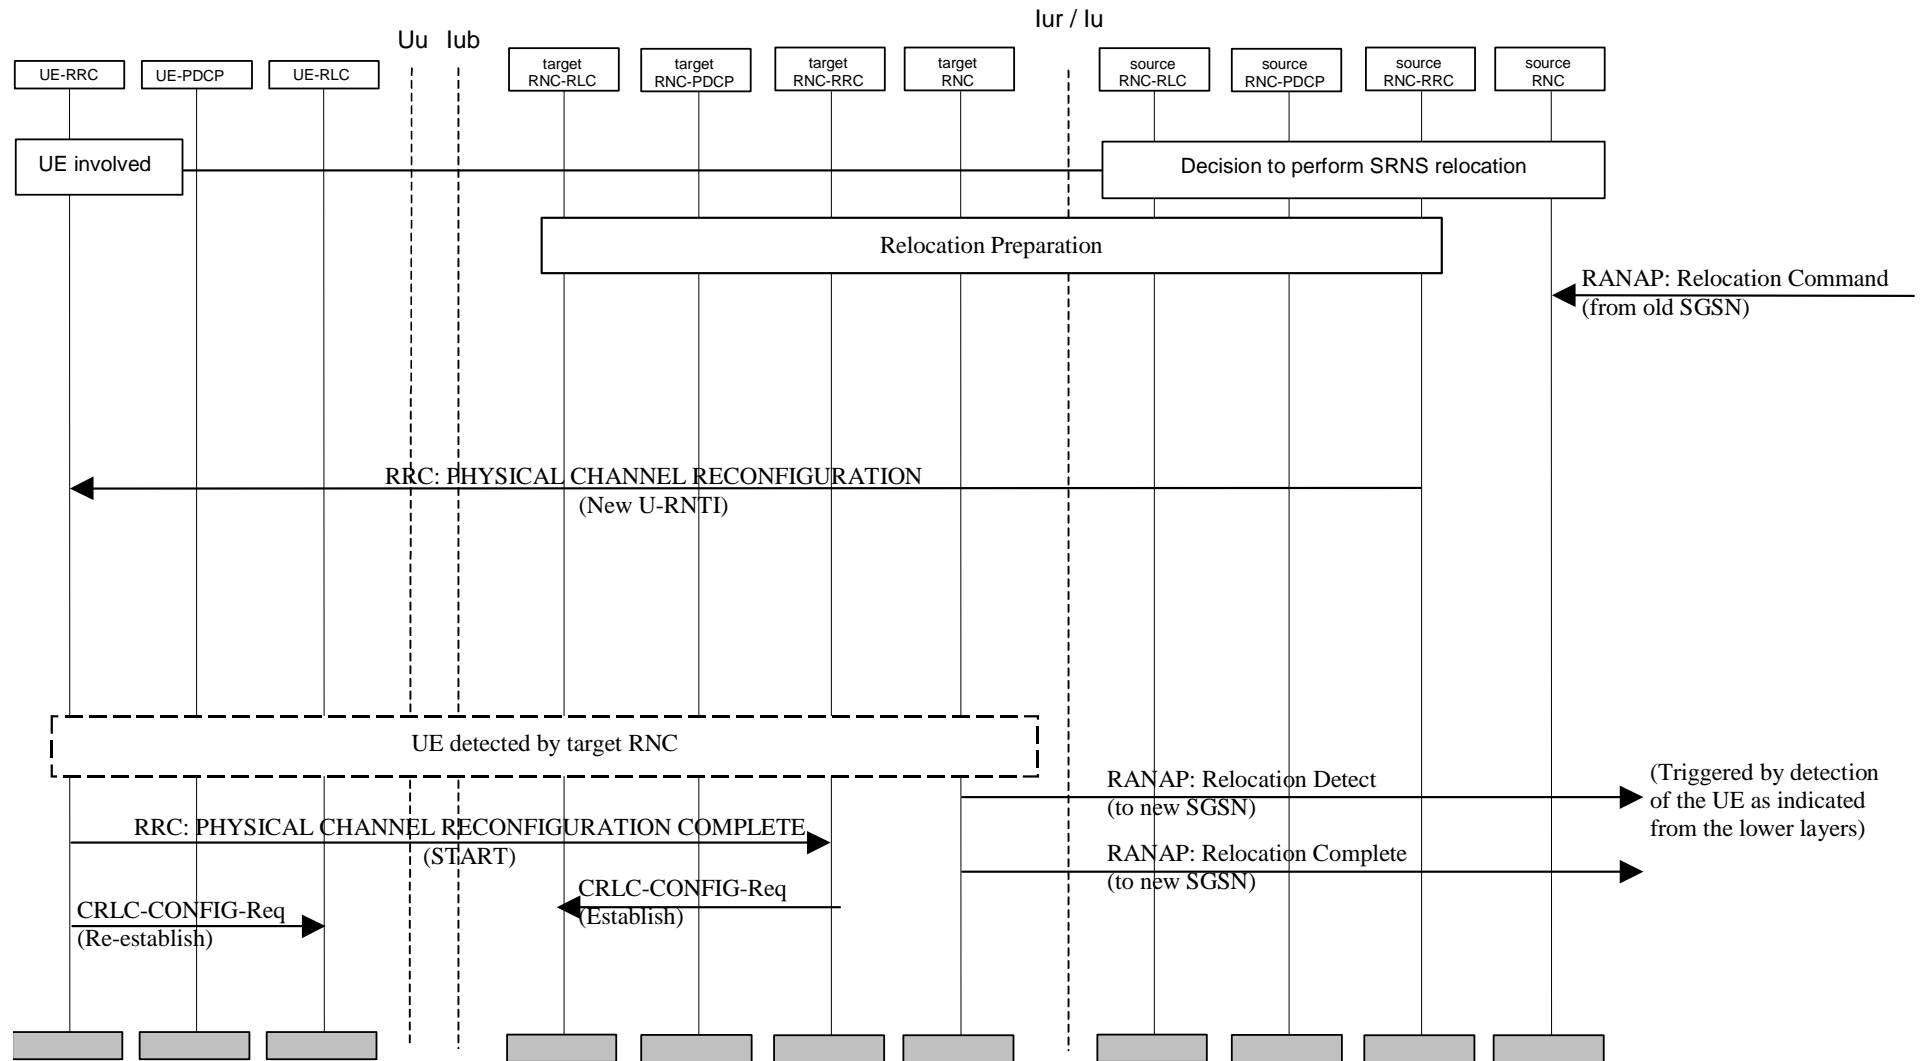 Iur / Iu
Uu
Iub
UE-RRC
UE-PDCP
UE-RLC
target
RNC-RLC
target
RNC-PDCP
target
RNC-RRC
target
RNC
source
RNC-RLC
source
RNC-PDCP
source
RNC-RRC
source
RNC
UE involved
Decision to perform SRNS relocation
Relocation Preparation
RANAP: Relocation Command
(from old SGSN)
RRC: PHYSICAL CHANNEL RECONFIGURATION
(New U-RNTI)
UE detected by target RNC
RANAP: Relocation Detect
(to new SGSN)
(Triggered by detection
of the UE as indicated
from the lower layers)
RRC: PHYSICAL CHANNEL RECONFIGURATION COMPLETE
(START)
RANAP: Relocation Complete
(to new SGSN)
CRLC-CONFIG-Req
(Establish)
CRLC-CONFIG-Req
(Re-establish)